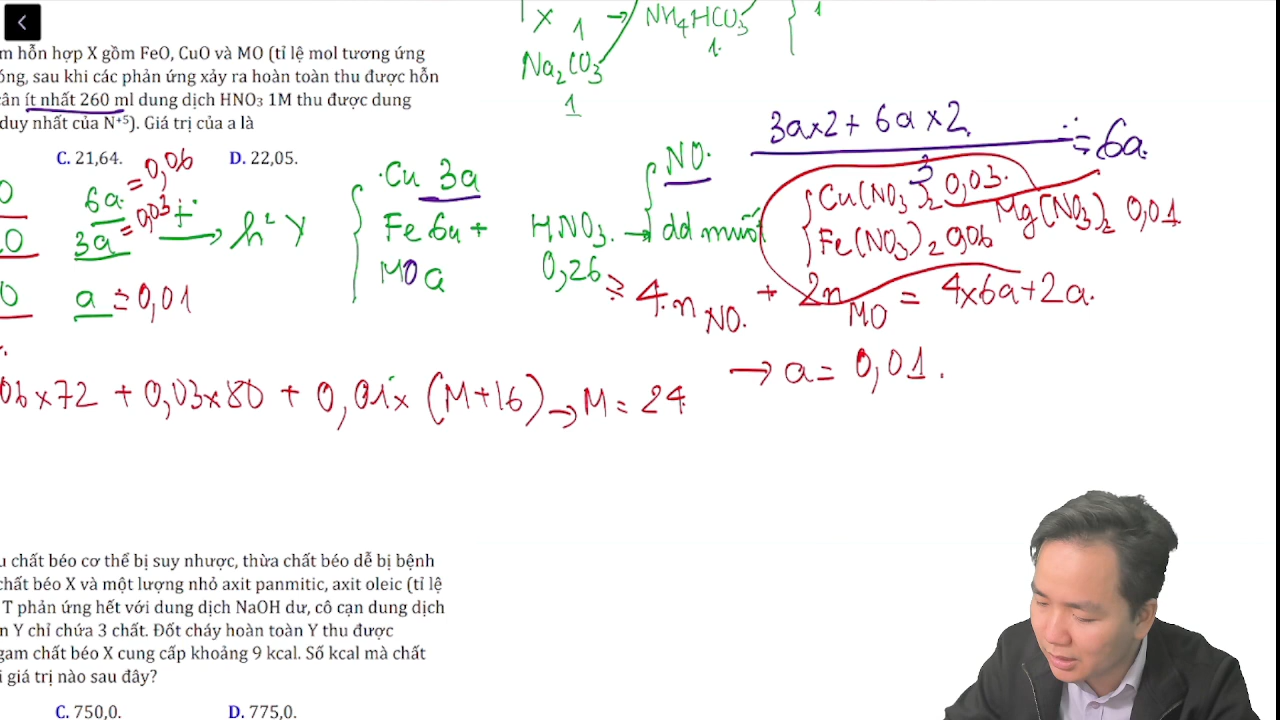 X 1 → NH₄HCO₃
1
1
Na₂CO₃
1
m hỗn hợp X gồm FeO, CuO và MO (tỉ lệ mol tương ứng
óng, sau khi các phản ứng xảy ra hoàn toàn thu được hỗn
cần ít nhất 260 ml dung dịch HNO₃ 1M thu được dung
duy nhất của N⁺⁵). Giá trị của a là
C. 21,64. D. 22,05.
3a×2 + 6a×2
3
= 6a
6a = 0,06
3a = 0,03
a = 0,01
→ h² Y
Cu 3a
Fe 6a +
MO a
HNO₃ →
0,26
NO
dd muối
Cu(NO₃)₂ 0,03
Fe(NO₃)₂ 0,06
Mg(NO₃)₂ 0,01
≥ 4.n NO + 2n MO = 4×6a+2a
→ a = 0,01.
06×72 + 0,03×80 + 0,01× (M+16) → M = 24
u chất béo cơ thể bị suy nhược, thừa chất béo dễ bị bệnh
chất béo X và một lượng nhỏ axit panmitic, axit oleic (tỉ lệ
T phản ứng hết với dung dịch NaOH dư, cô cạn dung dịch
n Y chỉ chứa 3 chất. Đốt cháy hoàn toàn Y thu được
gam chất béo X cung cấp khoảng 9 kcal. Số kcal mà chất
i giá trị nào sau đây?
C. 750,0. D. 775,0.